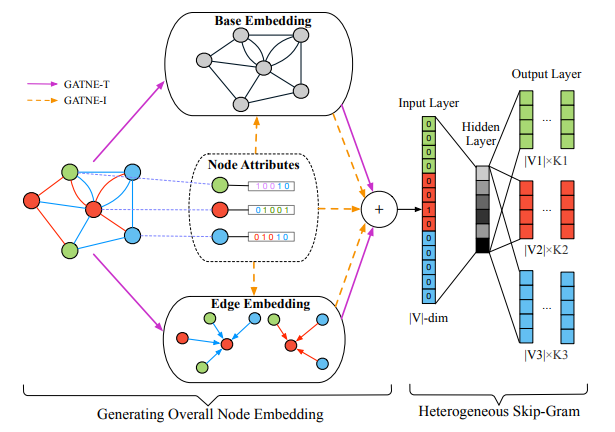 Base Embedding
GATNE-T
GATNE-I
Node Attributes
10010
01001
01010
Edge Embedding
+
Input Layer
0
0
0
0
0
0
1
0
0
0
0
0
0
|V|-dim
Hidden
Layer
Output Layer
...
|V1|×K1
...
|V2|×K2
...
|V3|×K3
Generating Overall Node Embedding
Heterogeneous Skip-Gram